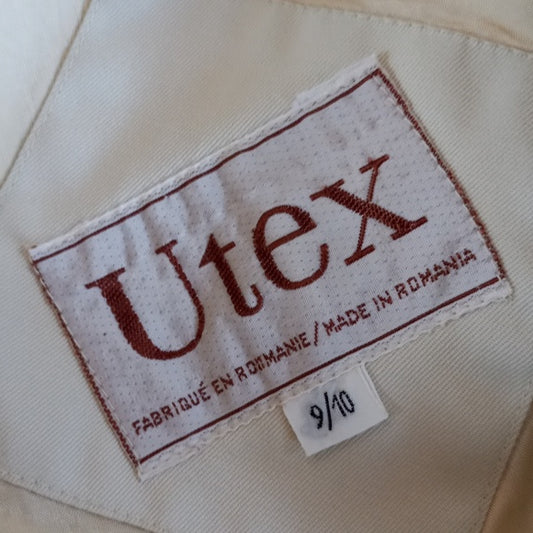 Utex
FABRIQUÉ EN ROUMANIE / MADE IN ROMANIA
9/10